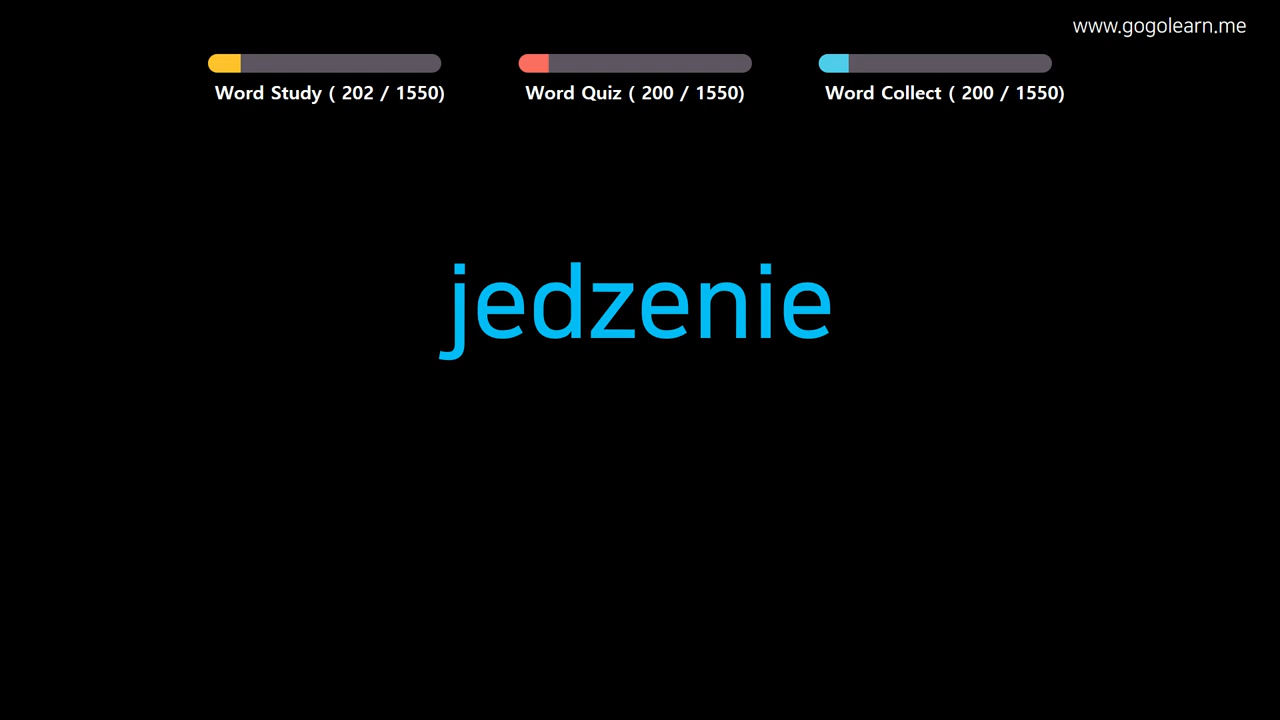 www.gogolearn.me
Word Study ( 202 / 1550)
Word Quiz ( 200 / 1550)
Word Collect ( 200 / 1550)
jedzenie